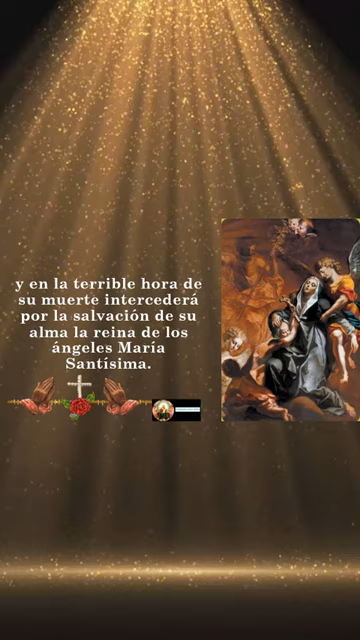 y en la terrible hora de
su muerte intercederá
por la salvación de su
alma la reina de los
ángeles María
Santísima.